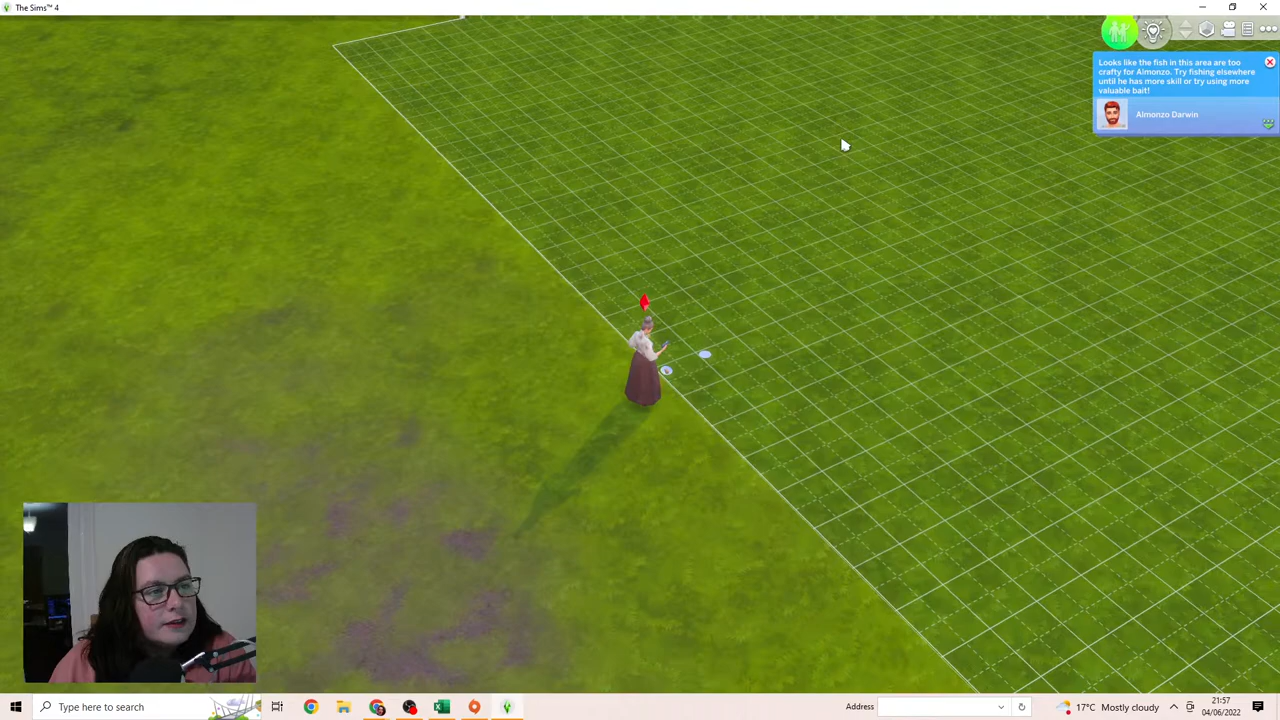 The Sims™ 4
Looks like the fish in this area are too
crafty for Almonzo. Try fishing elsewhere
until he has more skill or try using more
valuable bait!
Almonzo Darwin
Type here to search
Address
17°C Mostly cloudy
21:57
04/06/2022